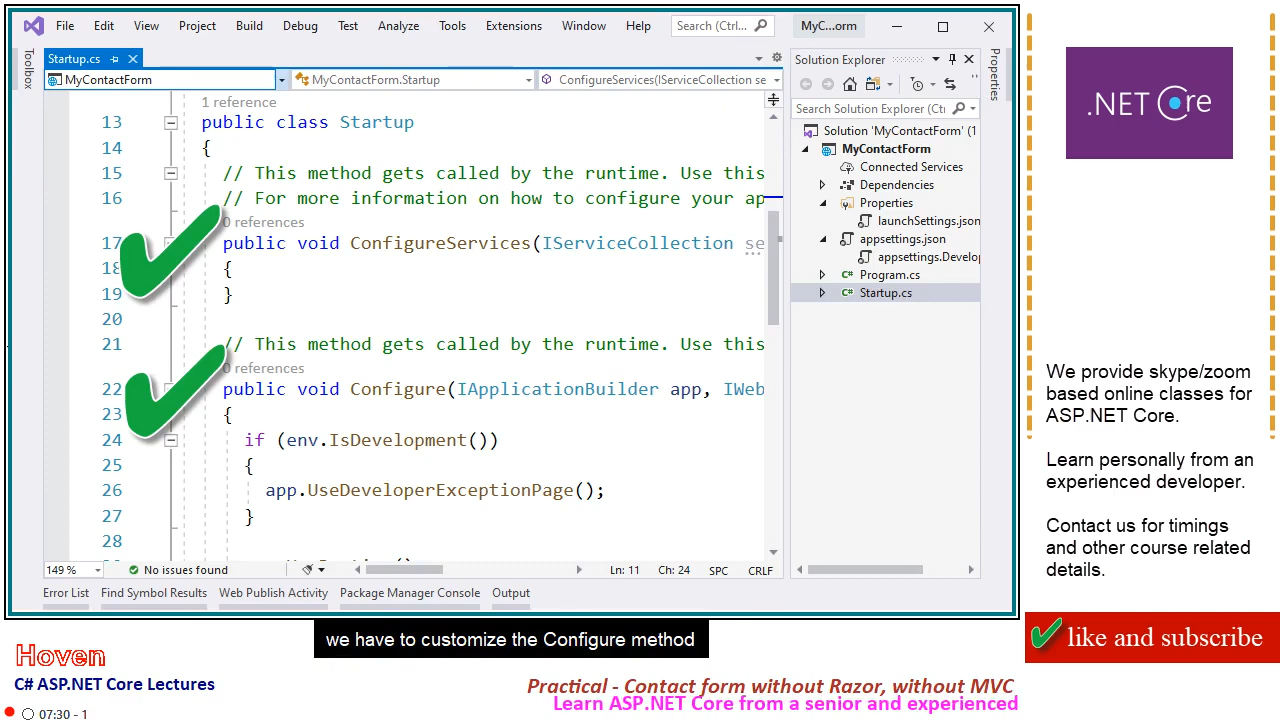 File Edit View Project Build Debug Test Analyze Tools Extensions Window Help Search (Ctrl... MyC...orm
Toolbox
Startup.cs
MyContactForm
MyContactForm.Startup
ConfigureServices(IServiceCollection se
1 reference
13 public class Startup
14 {
15 // This method gets called by the runtime. Use this
16 // For more information on how to configure your ap
0 references
17 public void ConfigureServices(IServiceCollection se
18 {
19 }
20
21 // This method gets called by the runtime. Use this
0 references
22 public void Configure(IApplicationBuilder app, IWeb
23 {
24 if (env.IsDevelopment())
25 {
26 app.UseDeveloperExceptionPage();
27 }
28
149 % No issues found Ln: 11 Ch: 24 SPC CRLF
Error List Find Symbol Results Web Publish Activity Package Manager Console Output
Solution Explorer
Search Solution Explorer (Ctrl
Solution 'MyContactForm' (1
MyContactForm
Connected Services
Dependencies
Properties
launchSettings.json
appsettings.json
appsettings.Develop
C# Program.cs
C# Startup.cs
Properties
.NET Core
We provide skype/zoom
based online classes for
ASP.NET Core.
Learn personally from an
experienced developer.
Contact us for timings
and other course related
details.
like and subscribe
we have to customize the Configure method
Hoven
C# ASP.NET Core Lectures
Practical - Contact form without Razor, without MVC
Learn ASP.NET Core from a senior and experienced
07:30 - 1